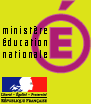 ministère
éducation
nationale
É
Liberté • Égalité • Fraternité
RÉPUBLIQUE FRANÇAISE